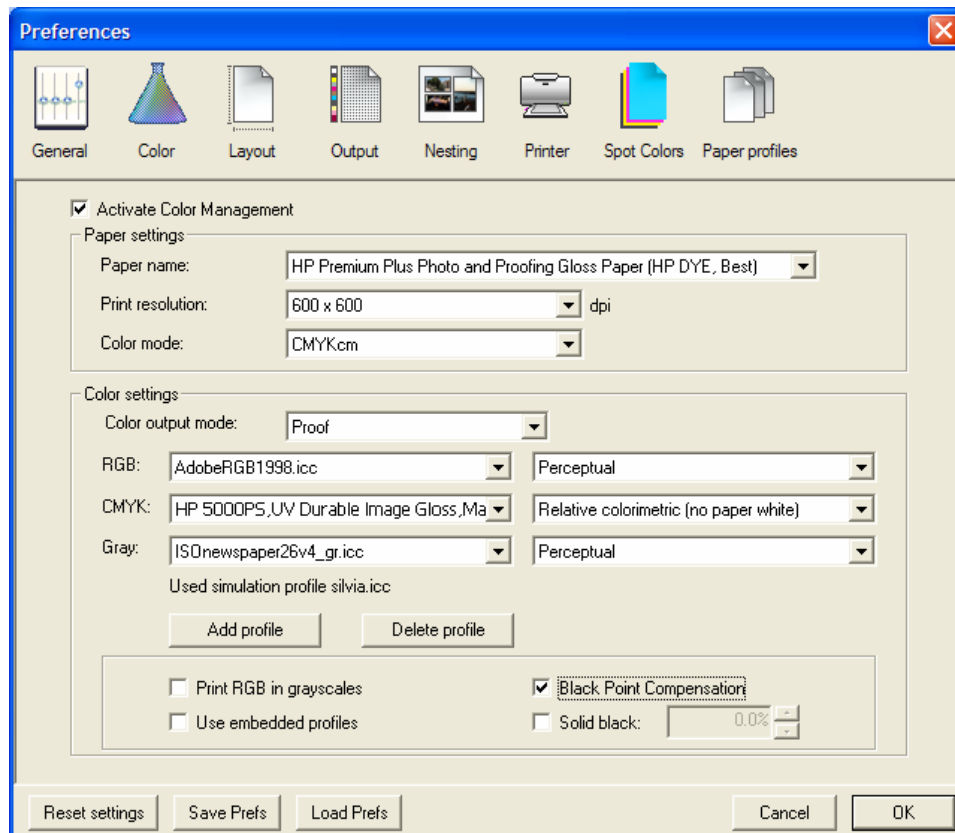 Preferences
General Color Layout Output Nesting Printer Spot Colors Paper profiles
Activate Color Management
Paper settings
Paper name: HP Premium Plus Photo and Proofing Gloss Paper (HP DYE, Best)
Print resolution: 600 x 600 dpi
Color mode: CMYKcm
Color settings
Color output mode: Proof
RGB: AdobeRGB1998.icc Perceptual
CMYK: HP 5000PS,UV Durable Image Gloss,Ma Relative colorimetric (no paper white)
Gray: ISOnewspaper26v4_gr.icc Perceptual
Used simulation profile silvia.icc
Add profile Delete profile
Print RGB in grayscales Black Point Compensation
Use embedded profiles Solid black: 0.0%
Reset settings Save Prefs Load Prefs Cancel OK